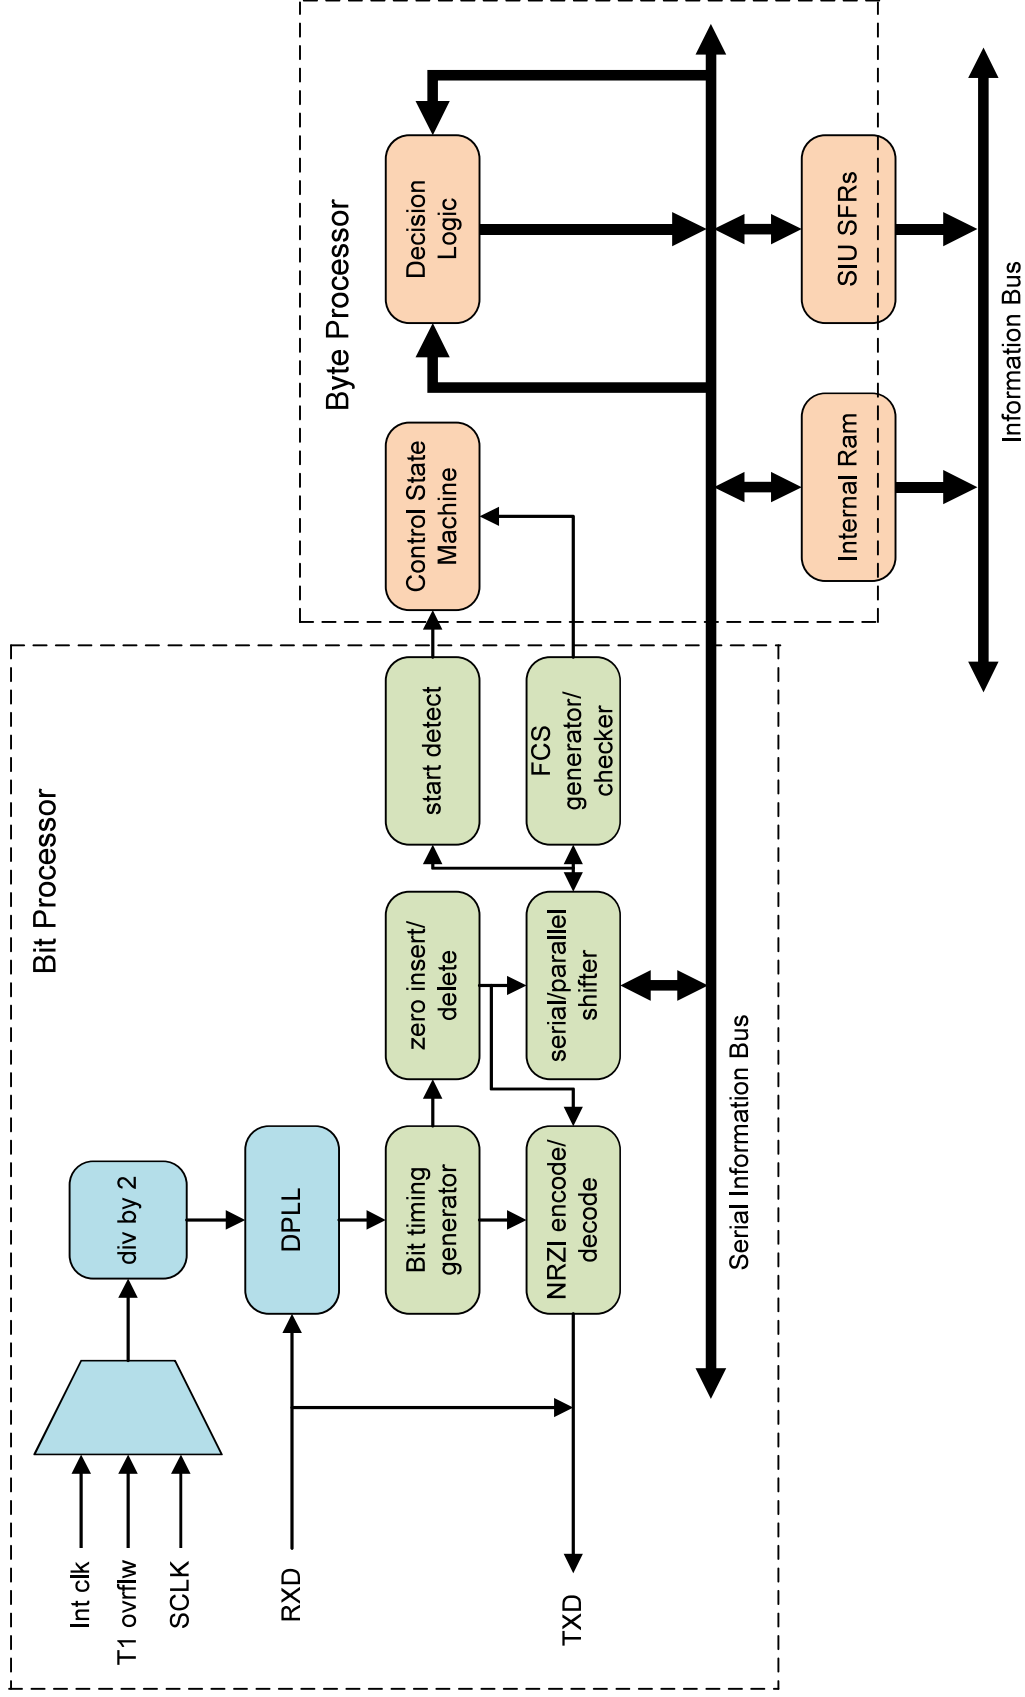 Bit Processor
Byte Processor
Int clk
T1 ovrflw
SCLK
div by 2
RXD
DPLL
Bit timing
generator
zero insert/
delete
start detect
Control State
Machine
Decision
Logic
TXD
NRZI encode/
decode
serial/parallel
shifter
FCS
generator/
checker
Serial Information Bus
Internal Ram
SIU SFRs
Information Bus